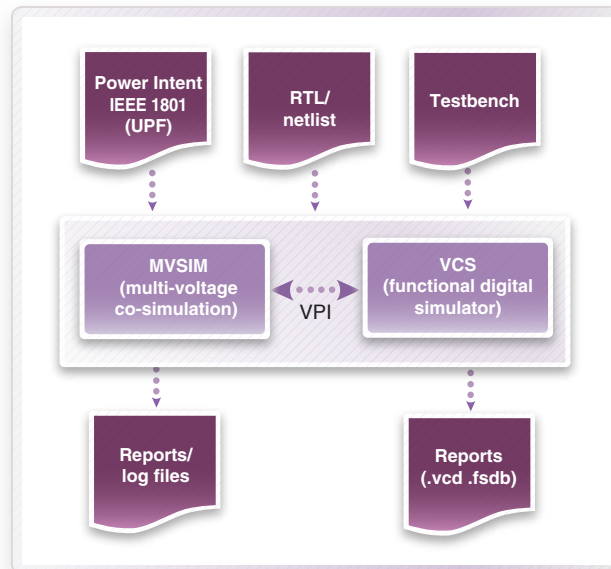 Power Intent
IEEE 1801
(UPF)
RTL/
netlist
Testbench
MVSIM
(multi-voltage
co-simulation)
VPI
VCS
(functional digital
simulator)
Reports/
log files
Reports
(.vcd .fsdb)